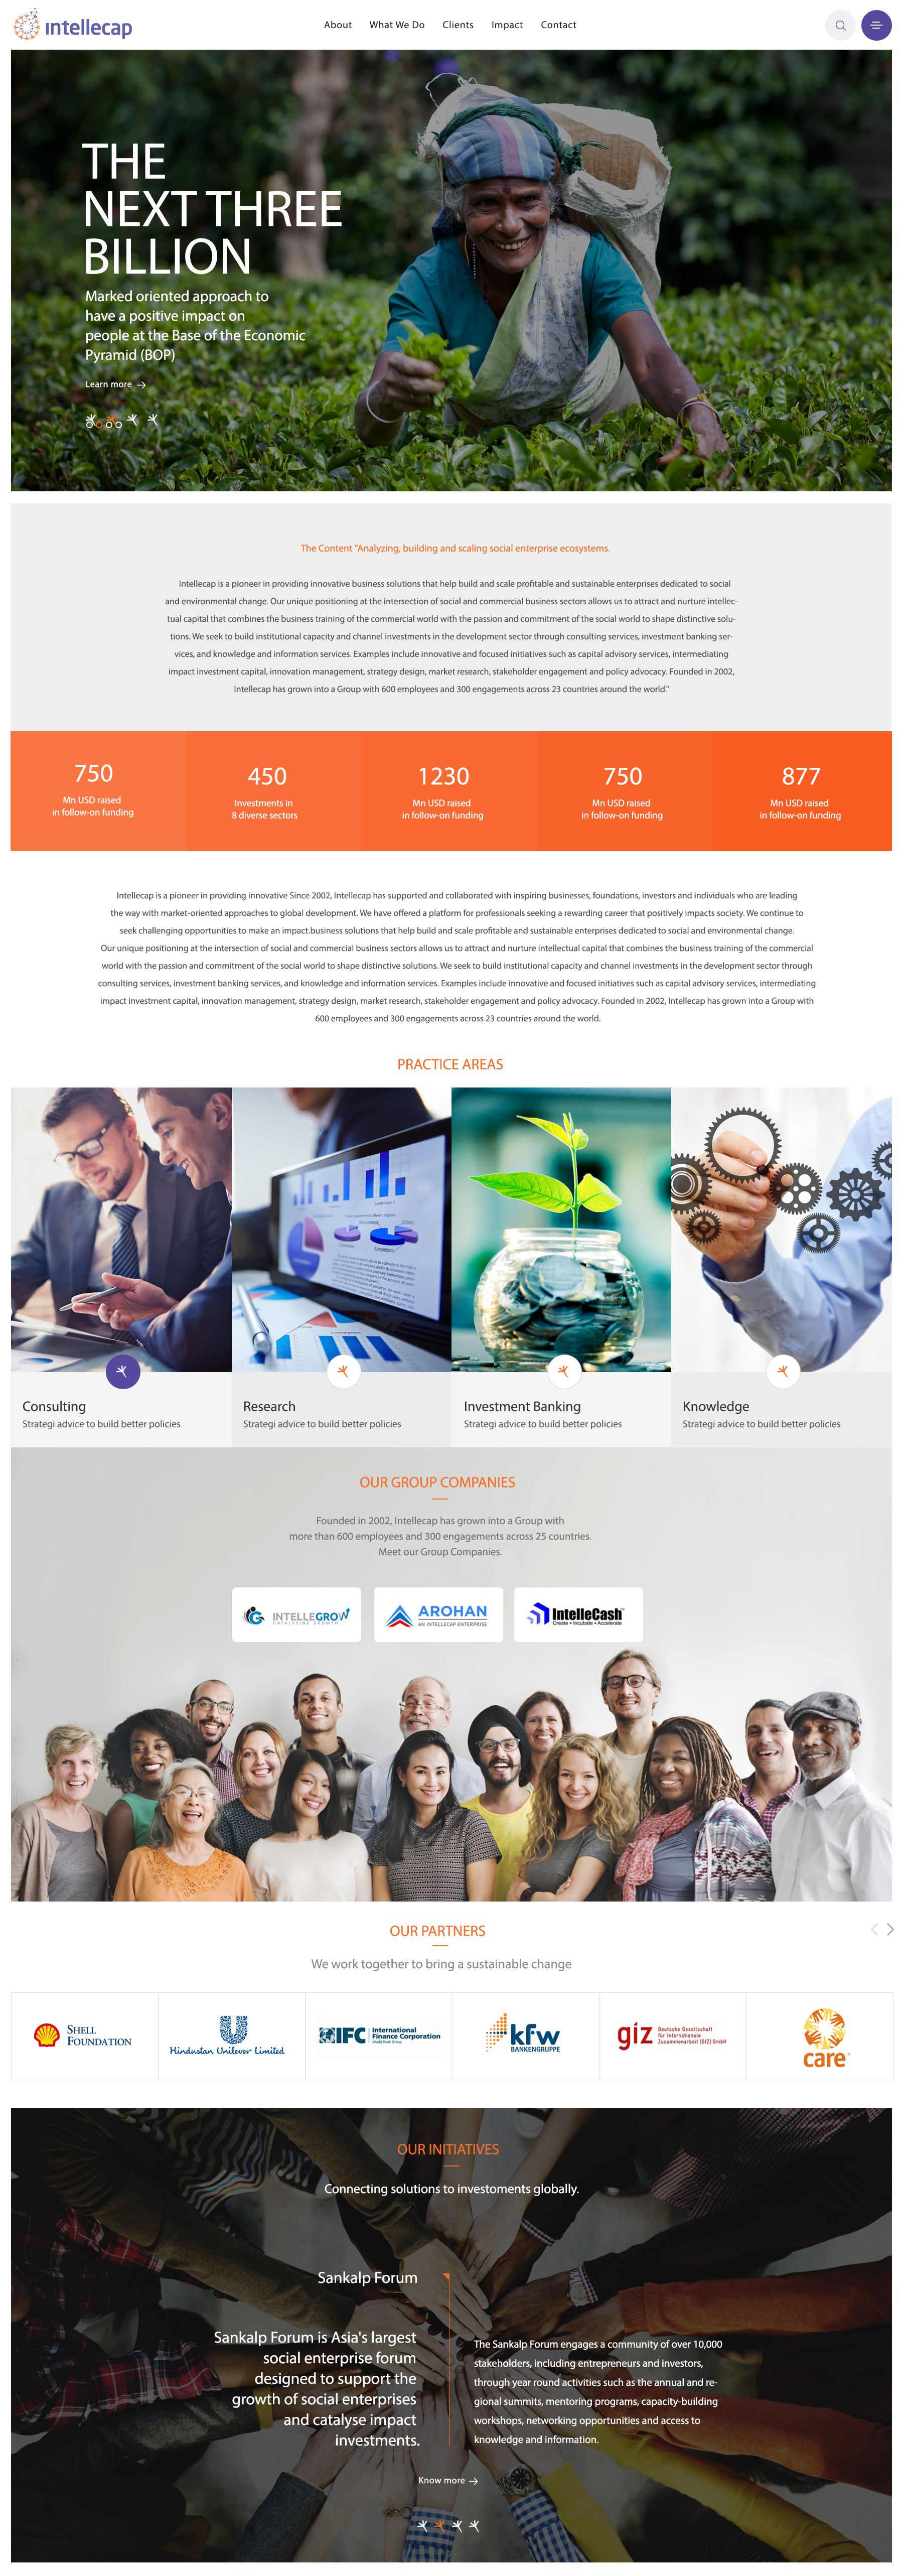 intellecap
About What We Do Clients Impact Contact
THE
NEXT THREE
BILLION
Marked oriented approach to
have a positive impact on
people at the Base of the Economic
Pyramid (BOP)
Learn more
The Content "Analyzing, building and scaling social enterprise ecosystems.
Intellecap is a pioneer in providing innovative business solutions that help build and scale profitable and sustainable enterprises dedicated to social
and environmental change. Our unique positioning at the intersection of social and commercial business sectors allows us to attract and nurture intellec-
tual capital that combines the business training of the commercial world with the passion and commitment of the social world to shape distinctive solu-
tions. We seek to build institutional capacity and channel investments in the development sector through consulting services, investment banking ser-
vices, and knowledge and information services. Examples include innovative and focused initiatives such as capital advisory services, intermediating
impact investment capital, innovation management, strategy design, market research, stakeholder engagement and policy advocacy. Founded in 2002,
Intellecap has grown into a Group with 600 employees and 300 engagements across 23 countries around the world."
750
Mn USD raised
in follow-on funding
450
Investments in
8 diverse sectors
1230
Mn USD raised
in follow-on funding
750
Mn USD raised
in follow-on funding
877
Mn USD raised
in follow-on funding
Intellecap is a pioneer in providing innovative Since 2002, Intellecap has supported and collaborated with inspiring businesses, foundations, investors and individuals who are leading
the way with market-oriented approaches to global development. We have offered a platform for professionals seeking a rewarding career that positively impacts society. We continue to
seek challenging opportunities to make an impact.business solutions that help build and scale profitable and sustainable enterprises dedicated to social and environmental change.
Our unique positioning at the intersection of social and commercial business sectors allows us to attract and nurture intellectual capital that combines the business training of the commercial
world with the passion and commitment of the social world to shape distinctive solutions. We seek to build institutional capacity and channel investments in the development sector through
consulting services, investment banking services, and knowledge and information services. Examples include innovative and focused initiatives such as capital advisory services, intermediating
impact investment capital, innovation management, strategy design, market research, stakeholder engagement and policy advocacy. Founded in 2002, Intellecap has grown into a Group with
600 employees and 300 engagements across 23 countries around the world.
PRACTICE AREAS
Consulting
Strategi advice to build better policies
Research
Strategi advice to build better policies
Investment Banking
Strategi advice to build better policies
Knowledge
Strategi advice to build better policies
OUR GROUP COMPANIES
Founded in 2002, Intellecap has grown into a Group with
more than 600 employees and 300 engagements across 25 countries.
Meet our Group Companies.
INTELLEGROW
CATALYZING GROWTH
AROHAN
AN INTELLECAP ENTERPRISE
IntelleCash™
Create • Incubate • Accelerate
OUR PARTNERS
We work together to bring a sustainable change
SHELL
FOUNDATION
Hindustan Unilever Limited
IFC International
Finance Corporation
World Bank Group
kfw
BANKENGRUPPE
giz Deutsche Gesellschaft
für Internationale
Zusammenarbeit (GIZ) GmbH
care
OUR INITIATIVES
Connecting solutions to investoments globally.
Sankalp Forum
Sankalp Forum is Asia's largest
social enterprise forum
designed to support the
growth of social enterprises
and catalyse impact
investments.
The Sankalp Forum engages a community of over 10,000
stakeholders, including entrepreneurs and investors,
through year round activities such as the annual and re-
gional summits, mentoring programs, capacity-building
workshops, networking opportunities and access to
knowledge and information.
Know more